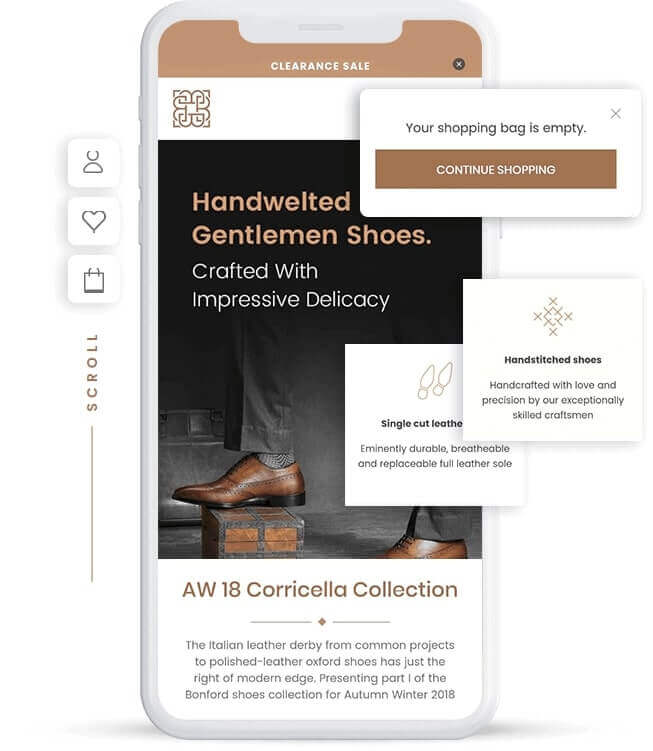 CLEARANCE SALE
Your shopping bag is empty.
CONTINUE SHOPPING
Handwelted
Gentlemen Shoes.
Crafted With
Impressive Delicacy
SCROLL
Handstitched shoes
Handcrafted with love and
precision by our exceptionally
skilled craftsmen
Single cut leathe
Eminently durable, breatheable
and replaceable full leather sole
AW 18 Corricella Collection
The Italian leather derby from common projects
to polished-leather oxford shoes has just the
right of modern edge. Presenting part I of the
Bonford shoes collection for Autumn Winter 2018